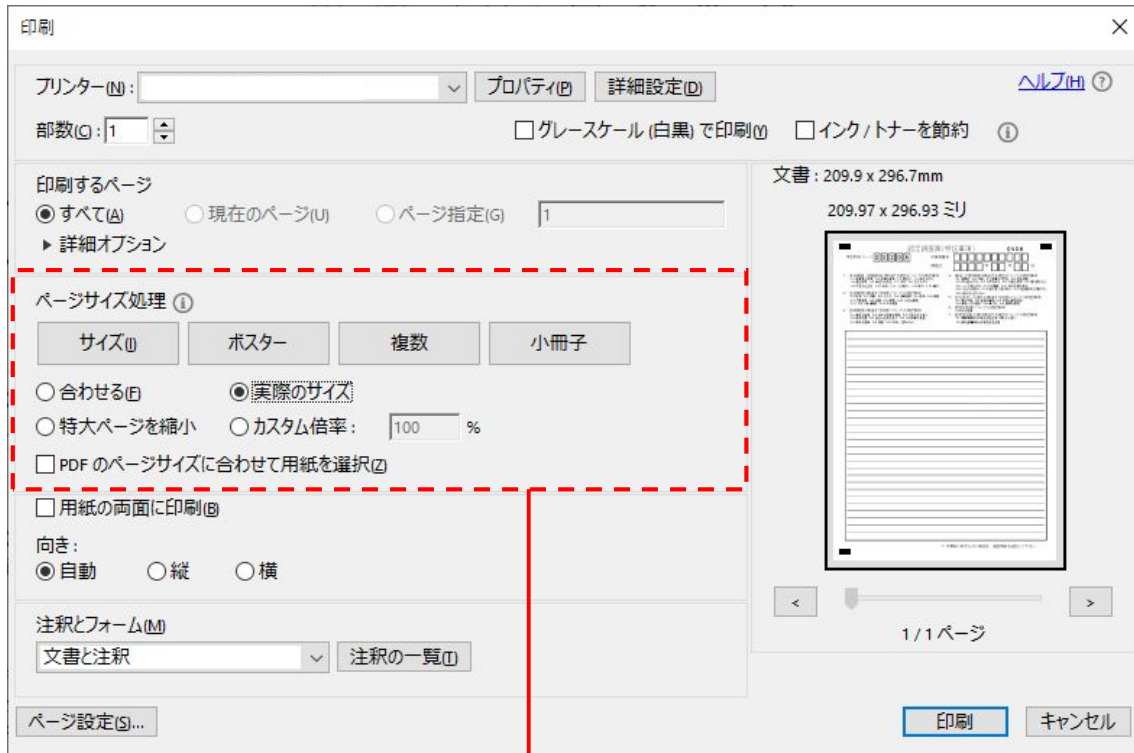 印刷
プリンター(N): プロパティ(P) 詳細設定(D) ヘルプ(H)
部数(C): 1 グレースケール (白黒) で印刷(Y) インク / トナーを節約
印刷するページ
すべて(A) 現在のページ(U) ページ指定(G) 1
詳細オプション
ページサイズ処理
サイズ(I) ポスター 複数 小冊子
合わせる(F) 実際のサイズ
特大ページを縮小 カスタム倍率: 100 %
PDF のページサイズに合わせて用紙を選択(Z)
用紙の両面に印刷(B)
向き:
自動 縦 横
注釈とフォーム(M)
文書と注釈 注釈の一覧(T)
ページ設定(S)...
文書: 209.9 x 296.7mm
209.97 x 296.93 ミリ
< >
1 / 1 ページ
印刷 キャンセル